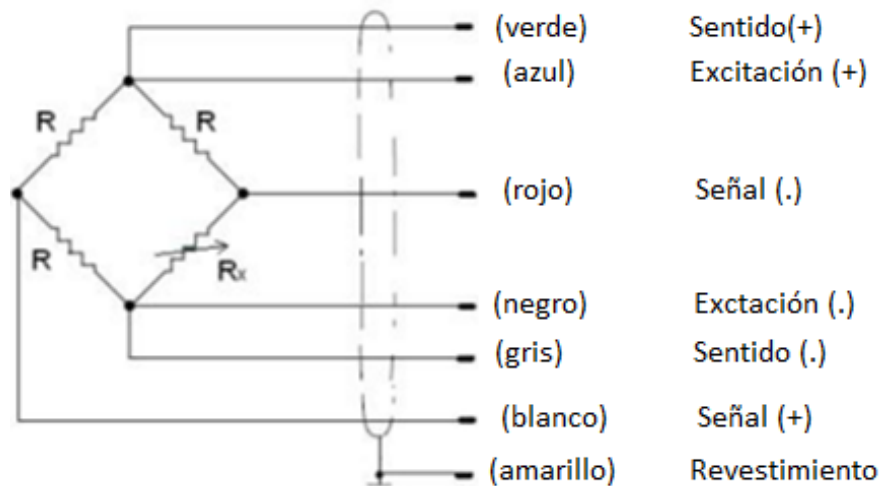 (verde) Sentido(+)
(azul) Excitación (+)
R R
(rojo) Señal (.)
R Rx
(negro) Exctación (.)
(gris) Sentido (.)
(blanco) Señal (+)
(amarillo) Revestimiento